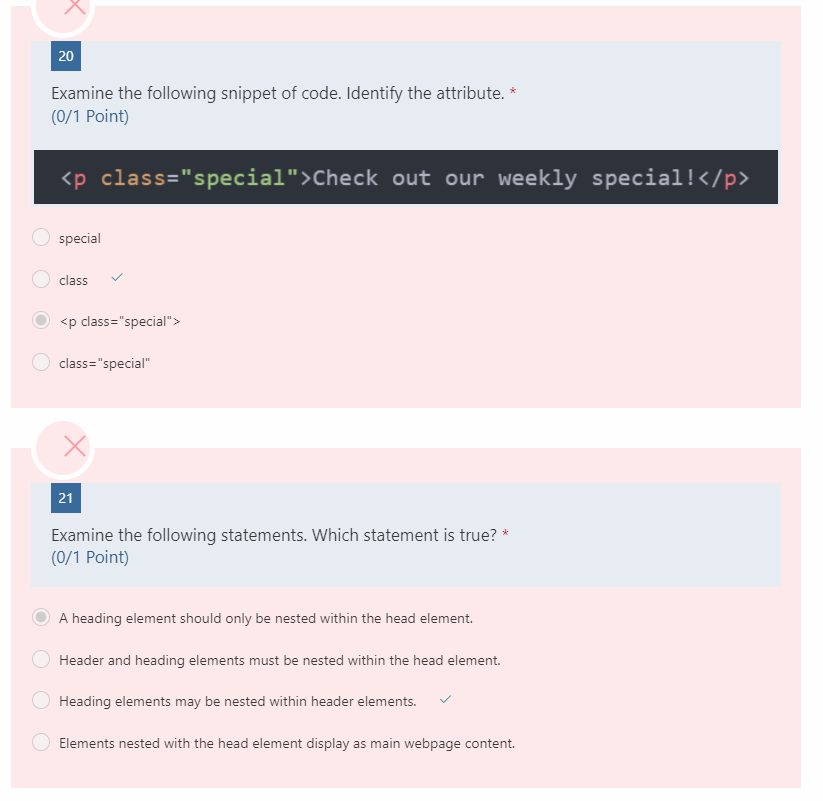 20
Examine the following snippet of code. Identify the attribute. *
(0/1 Point)
<p class="special">Check out our weekly special!</p>
special
class
<p class="special">
class="special"
21
Examine the following statements. Which statement is true? *
(0/1 Point)
A heading element should only be nested within the head element.
Header and heading elements must be nested within the head element.
Heading elements may be nested within header elements.
Elements nested with the head element display as main webpage content.